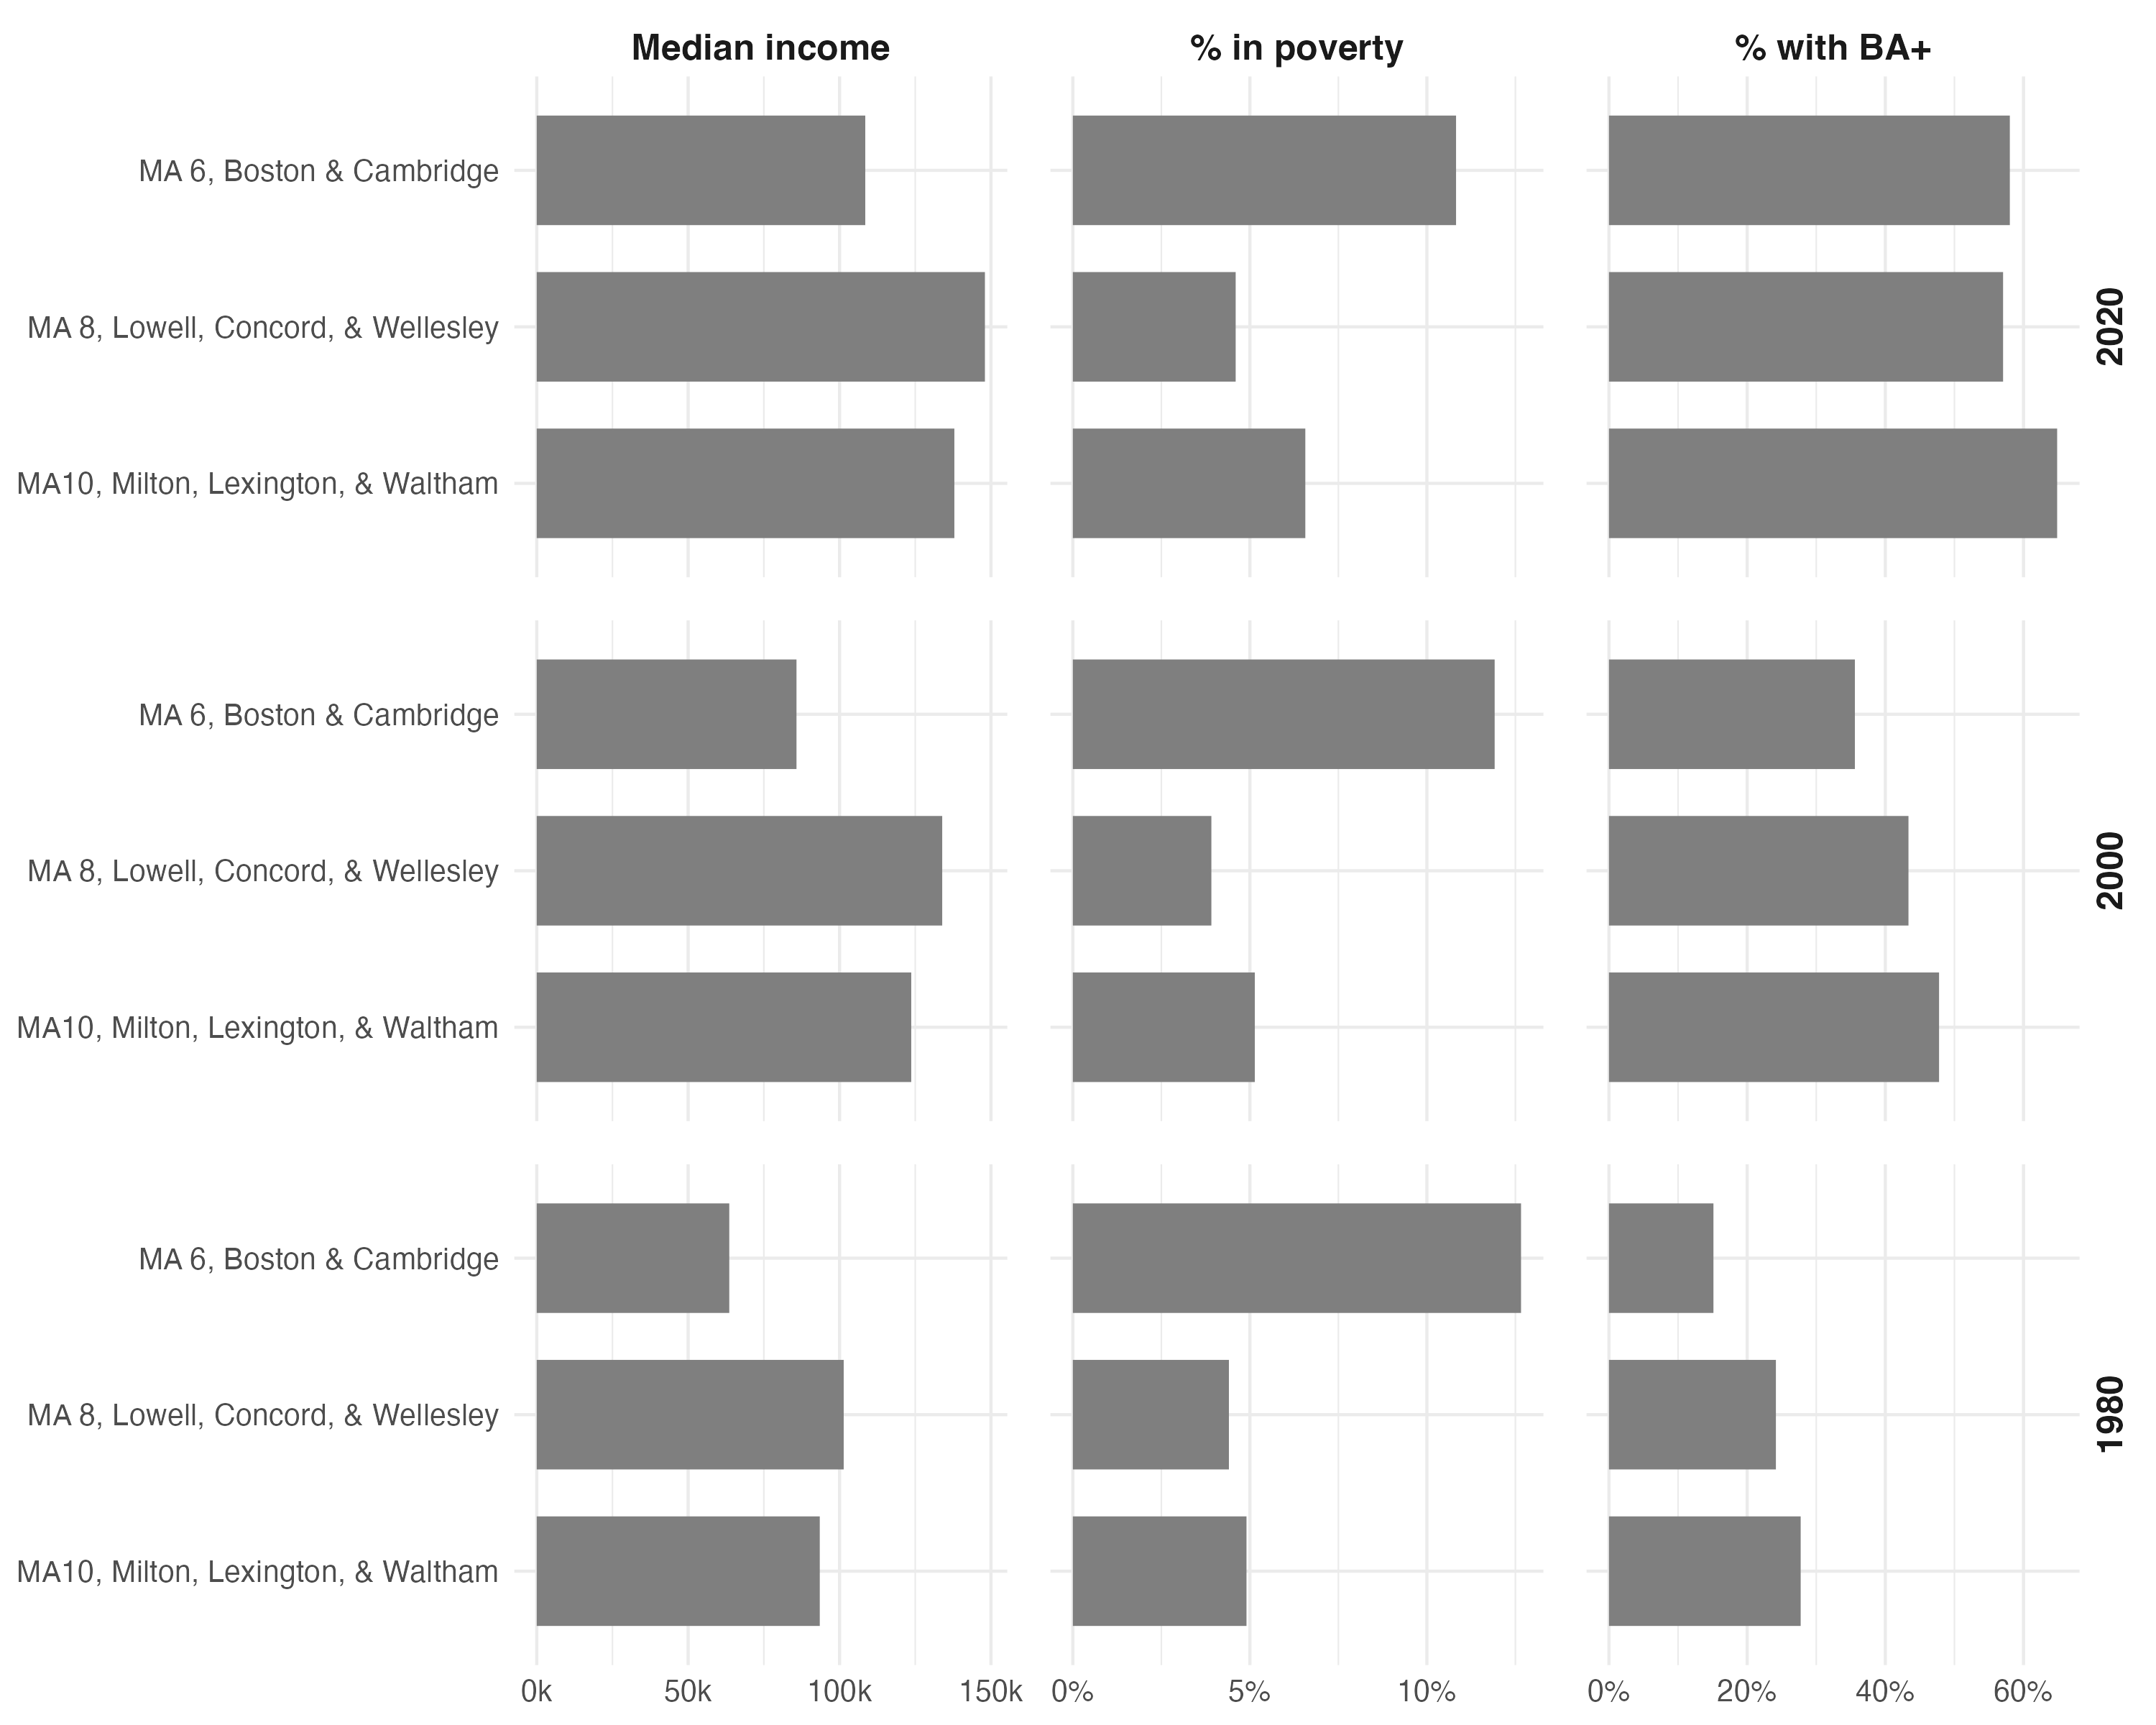 Median income % in poverty % with BA+
MA 6, Boston & Cambridge
MA 8, Lowell, Concord, & Wellesley
MA10, Milton, Lexington, & Waltham
2020
MA 6, Boston & Cambridge
MA 8, Lowell, Concord, & Wellesley
MA10, Milton, Lexington, & Waltham
2000
MA 6, Boston & Cambridge
MA 8, Lowell, Concord, & Wellesley
MA10, Milton, Lexington, & Waltham
1980
0k 50k 100k 150k 0% 5% 10% 0% 20% 40% 60%